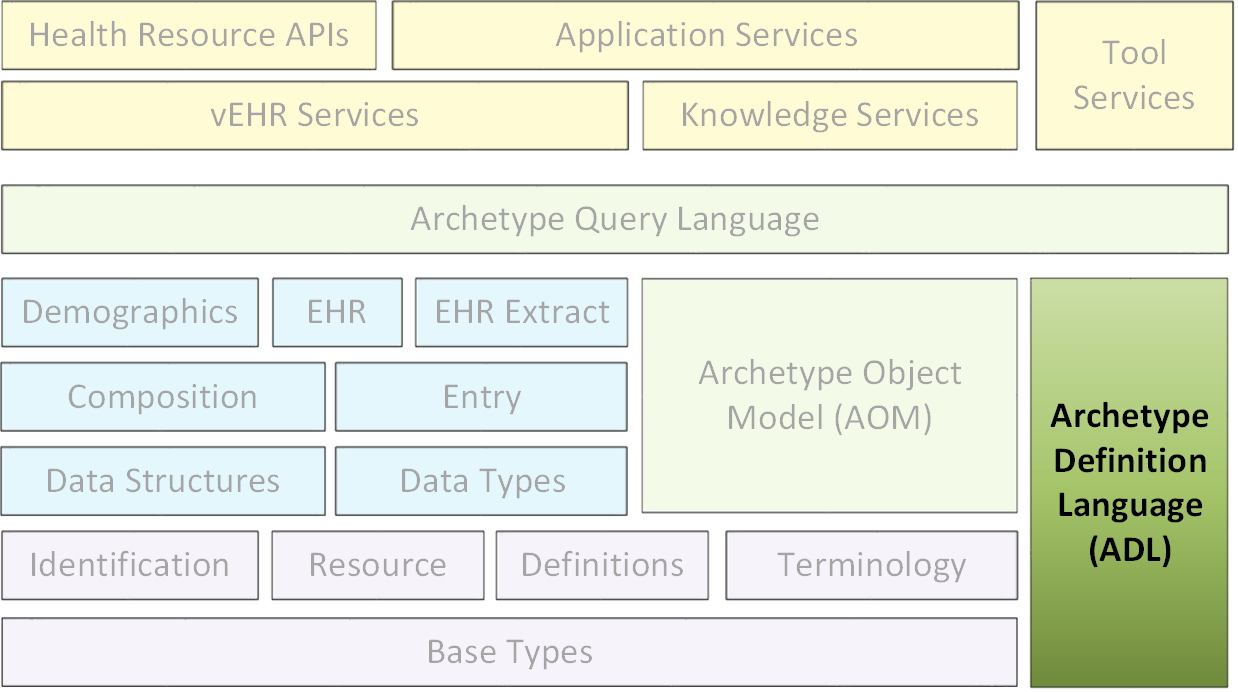 Health Resource APIs
Application Services
Tool
Services
vEHR Services
Knowledge Services
Archetype Query Language
Demographics
EHR
EHR Extract
Archetype Object
Model (AOM)
Archetype
Definition
Language
(ADL)
Composition
Entry
Data Structures
Data Types
Identification
Resource
Definitions
Terminology
Base Types